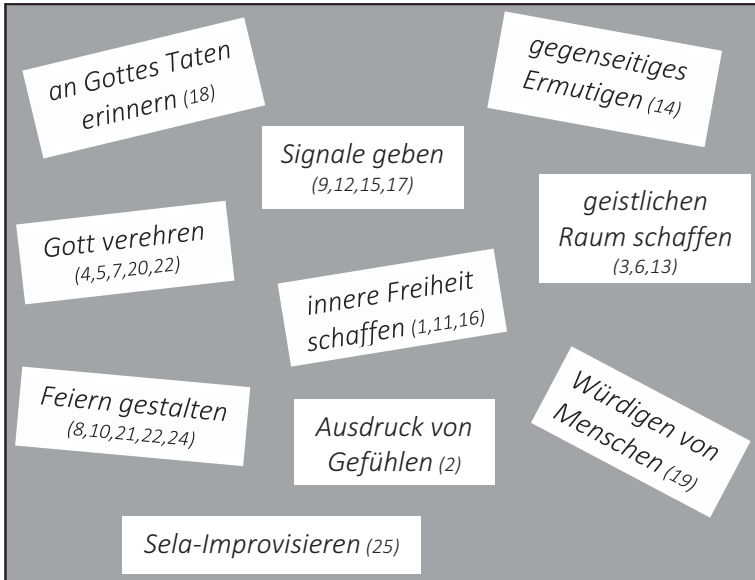 an Gottes Taten
erinnern (18)
gegenseitiges
Ermutigen (14)
Signale geben
(9,12,15,17)
geistlichen
Raum schaffen
(3,6,13)
Gott verehren
(4,5,7,20,22)
innere Freiheit
schaffen (1,11,16)
Feiern gestalten
(8,10,21,22,24)
Ausdruck von
Gefühlen (2)
Würdigen von
Menschen (19)
Sela-Improvisieren (25)